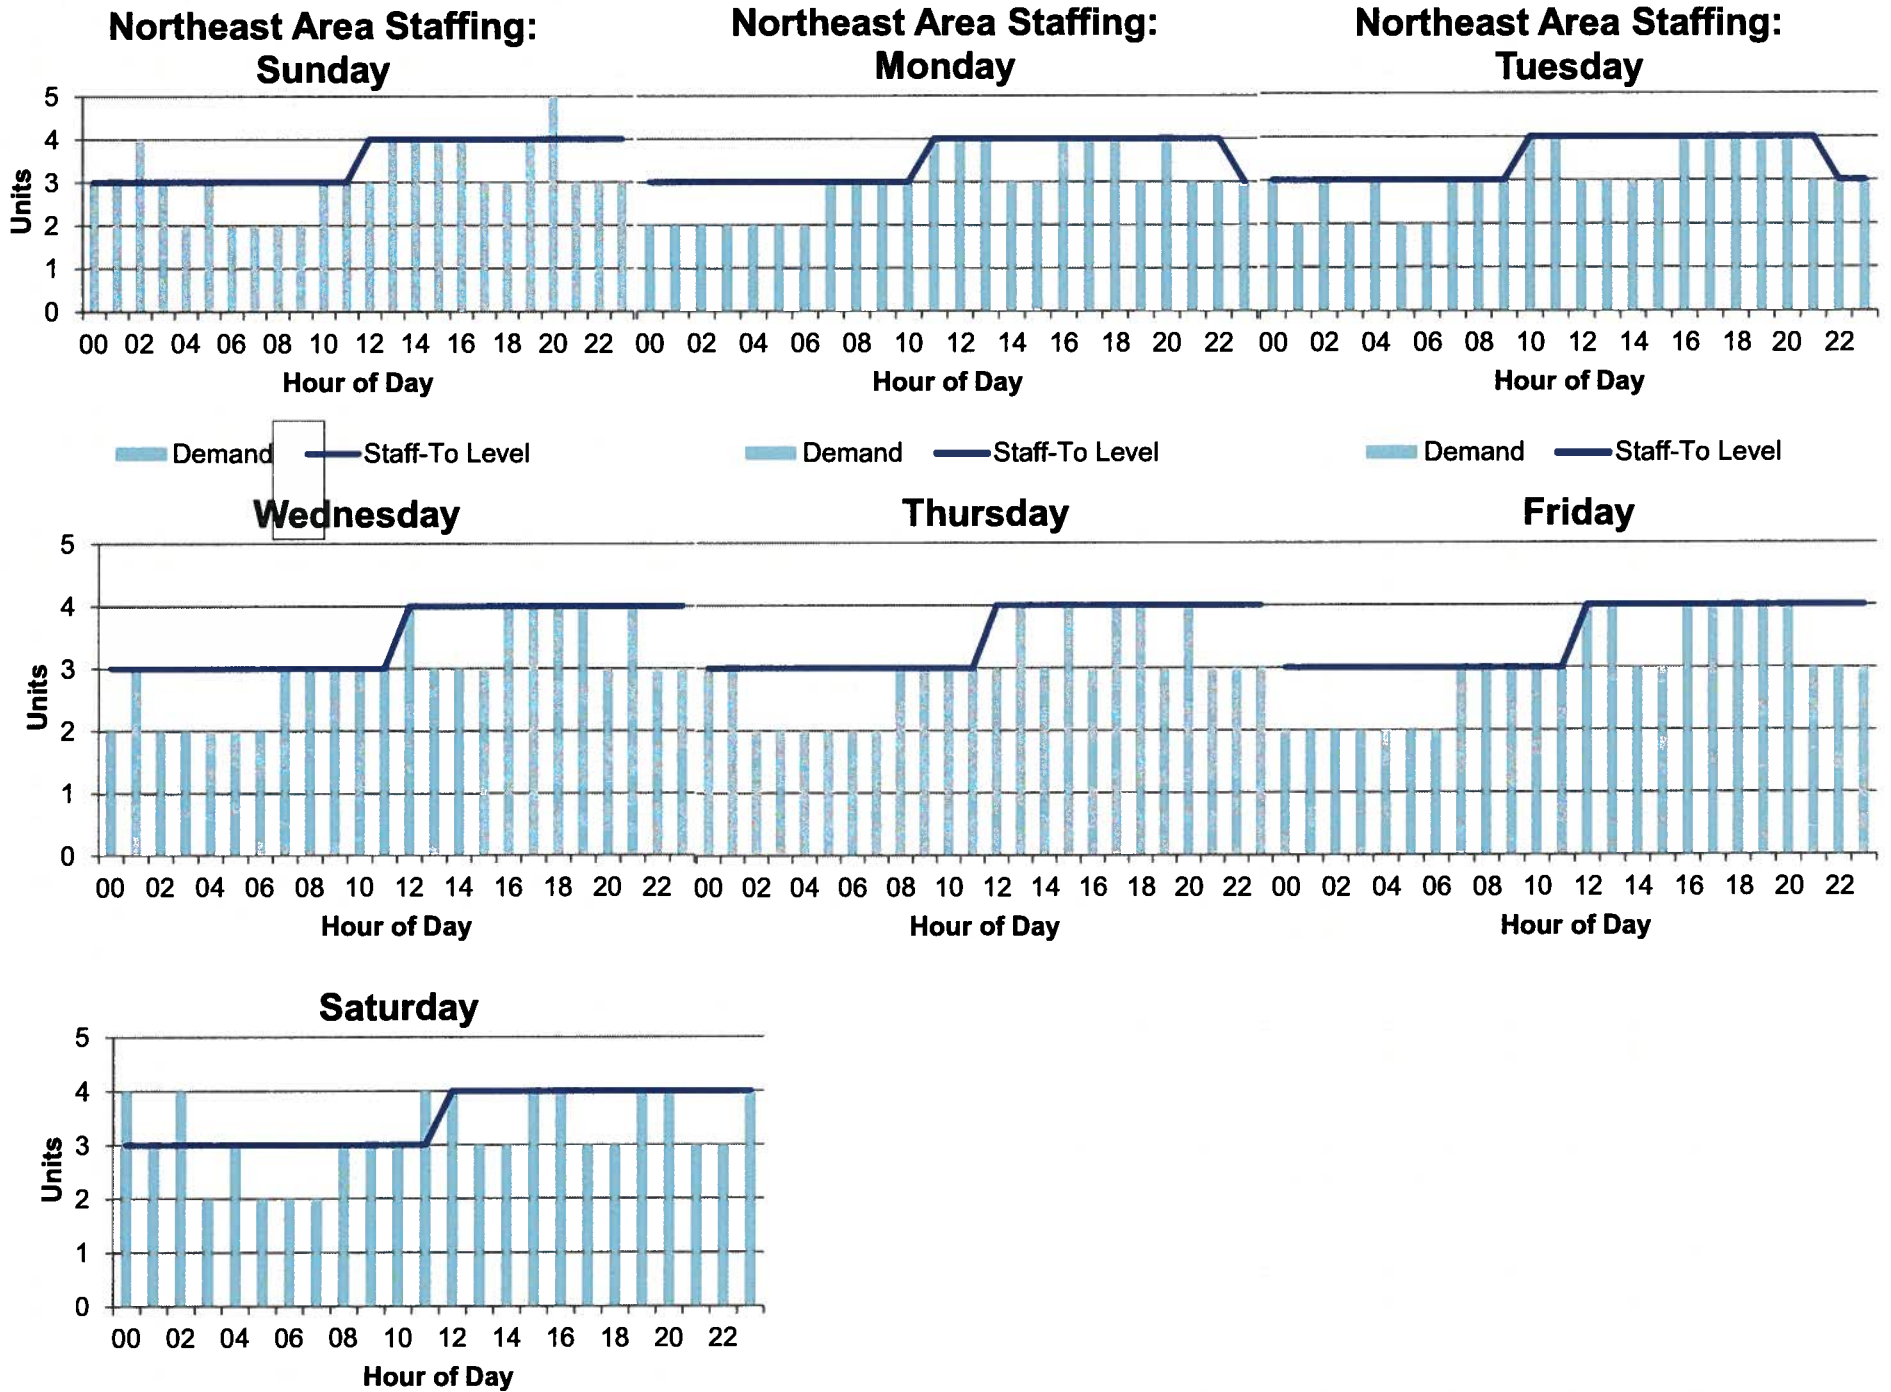 Northeast Area Staffing:
Sunday
Units
5
4
3
2
1
0
00 02 04 06 08 10 12 14 16 18 20 22
Hour of Day
Demand Staff-To Level
Northeast Area Staffing:
Monday
00 02 04 06 08 10 12 14 16 18 20 22
Hour of Day
Demand Staff-To Level
Northeast Area Staffing:
Tuesday
00 02 04 06 08 10 12 14 16 18 20 22
Hour of Day
Demand Staff-To Level
Wednesday
Units
5
4
3
2
1
0
00 02 04 06 08 10 12 14 16 18 20 22
Hour of Day
Thursday
00 02 04 06 08 10 12 14 16 18 20 22
Hour of Day
Friday
00 02 04 06 08 10 12 14 16 18 20 22
Hour of Day
Saturday
Units
5
4
3
2
1
0
00 02 04 06 08 10 12 14 16 18 20 22
Hour of Day